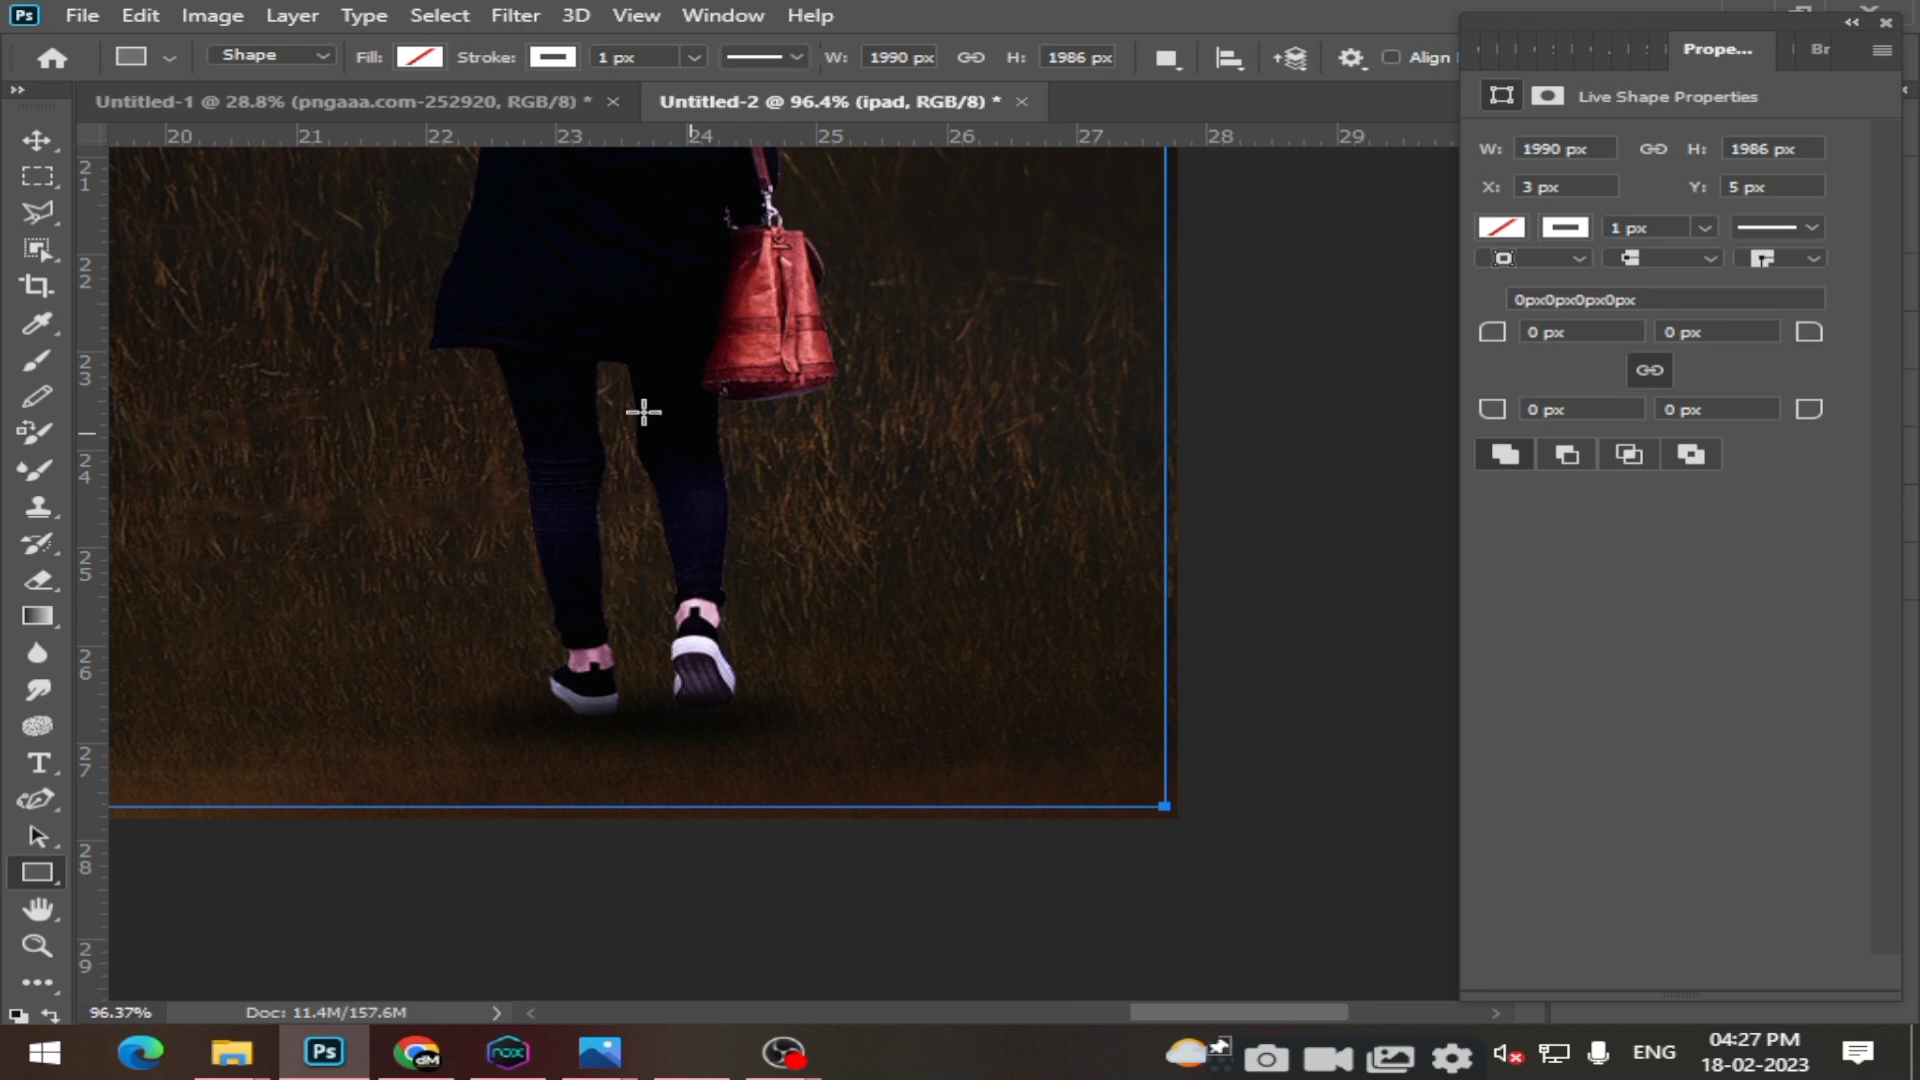 Ps File Edit Image Layer Type Select Filter 3D View Window Help
Shape Fill: Stroke: 1 px W: 1990 px H: 1986 px Align
Untitled-1 @ 28.8% (pngaaa.com-252920, RGB/8) * × Untitled-2 @ 96.4% (ipad, RGB/8) * ×
20 21 22 23 24 25 26 27 28 29
21
22
23
24
25
26
27
28
29
Prope... Br
Live Shape Properties
W: 1990 px H: 1986 px
X: 3 px Y: 5 px
1 px
0px0px0px0px
0 px 0 px
0 px 0 px
96.37% Doc: 11.4M/157.6M
Ps dM nox ENG 04:27 PM
18-02-2023